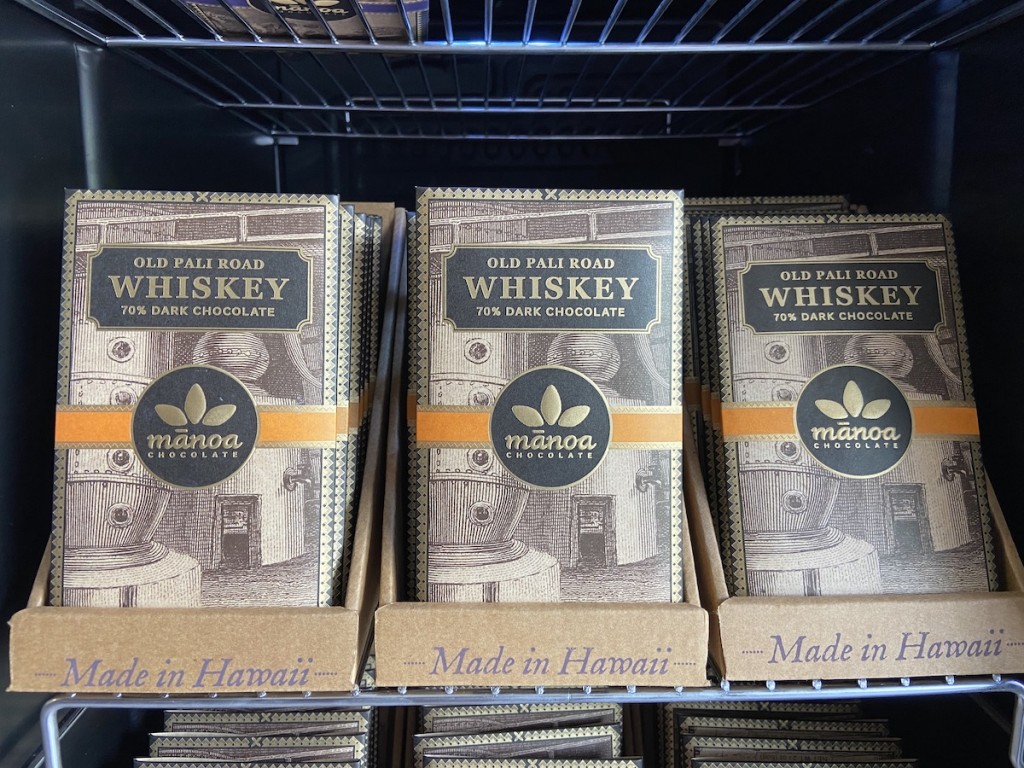 mānoa
OLD PALI ROAD
WHISKEY
70% DARK CHOCOLATE
mānoa
CHOCOLATE
Made in Hawaii
OLD PALI ROAD
WHISKEY
70% DARK CHOCOLATE
mānoa
CHOCOLATE
Made in Hawaii
OLD PALI ROAD
WHISKEY
70% DARK CHOCOLATE
mānoa
CHOCOLATE
Made in Hawaii